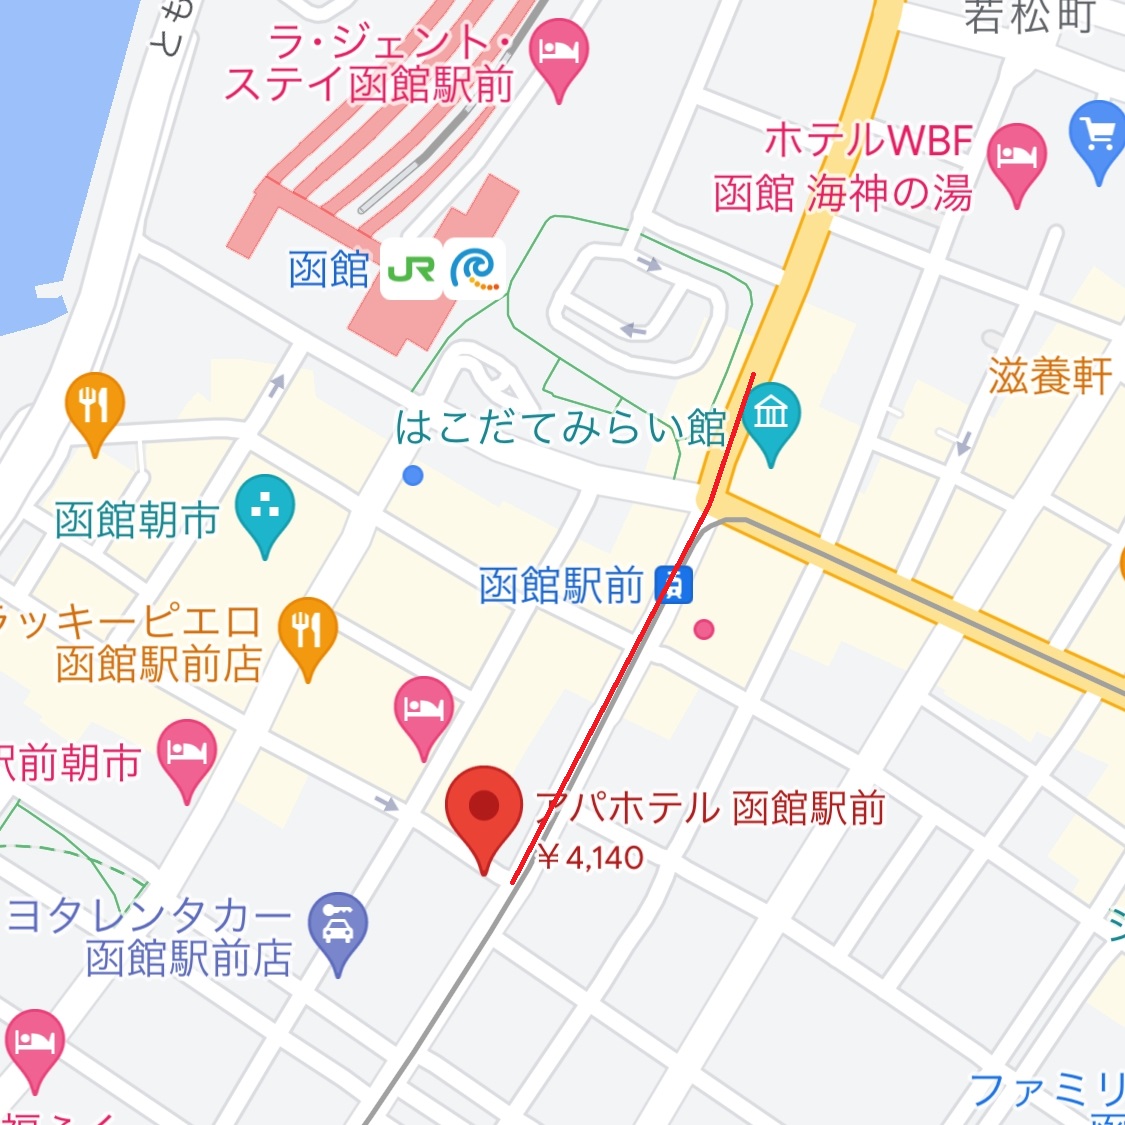 とも
若松町
ラ・ジェント・
ステイ函館駅前
ホテルWBF
函館 海神の湯
函館
JR
滋養軒
はこだてみらい館
函館朝市
函館駅前
ラッキーピエロ
函館駅前店
駅前朝市
アパホテル 函館駅前
￥4,140
ヨタレンタカー
函館駅前店
ファミリ